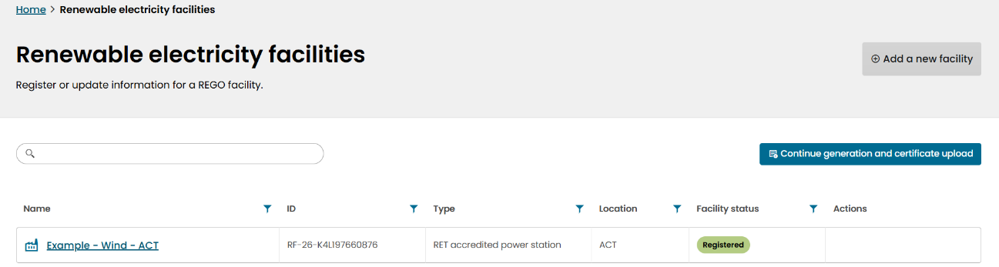 Home > Renewable electricity facilities
Renewable electricity facilities
Add a new facility
Register or update information for a REGO facility.
Continue generation and certificate upload
Name ID Type Location Facility status Actions
Example - Wind - ACT RF-26-K4L197660876 RET accredited power station ACT Registered